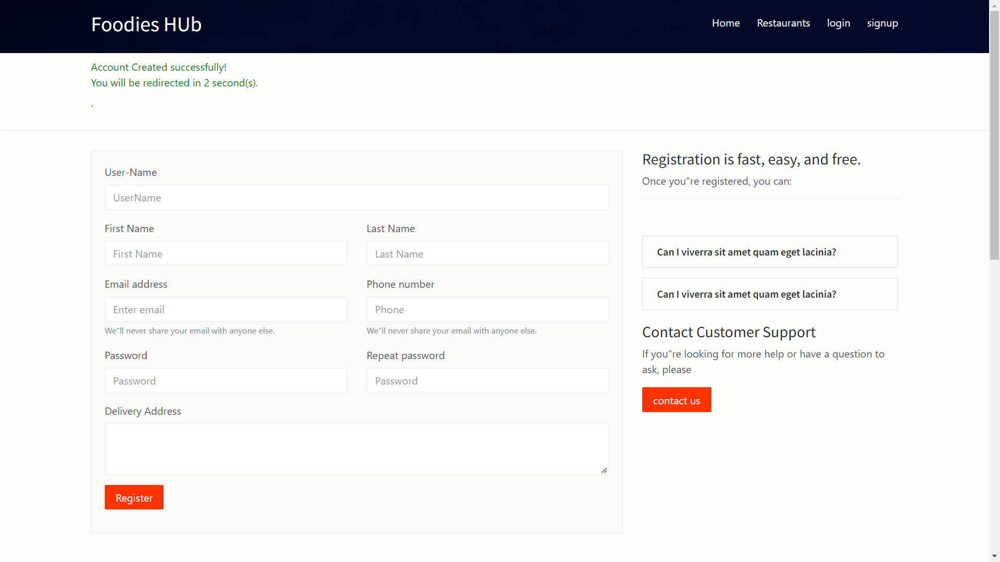 Foodies HUb
Home Restaurants login signup
Account Created successfully!
You will be redirected in 2 second(s).
'
User-Name
UserName
First Name Last Name
First Name Last Name
Email address Phone number
Enter email Phone
We"ll never share your email with anyone else. We"ll never share your email with anyone else.
Password Repeat password
Password Password
Delivery Address
Register
Registration is fast, easy, and free.
Once you"re registered, you can:
Can I viverra sit amet quam eget lacinia?
Can I viverra sit amet quam eget lacinia?
Contact Customer Support
If you"re looking for more help or have a question to
ask, please
contact us